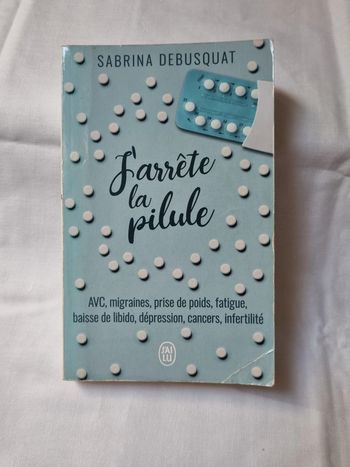 SABRINA DEBUSQUAT
J'arrête
la
pilule
AVC, migraines, prise de poids, fatigue,
baisse de libido, dépression, cancers, infertilité
J'AI
LU